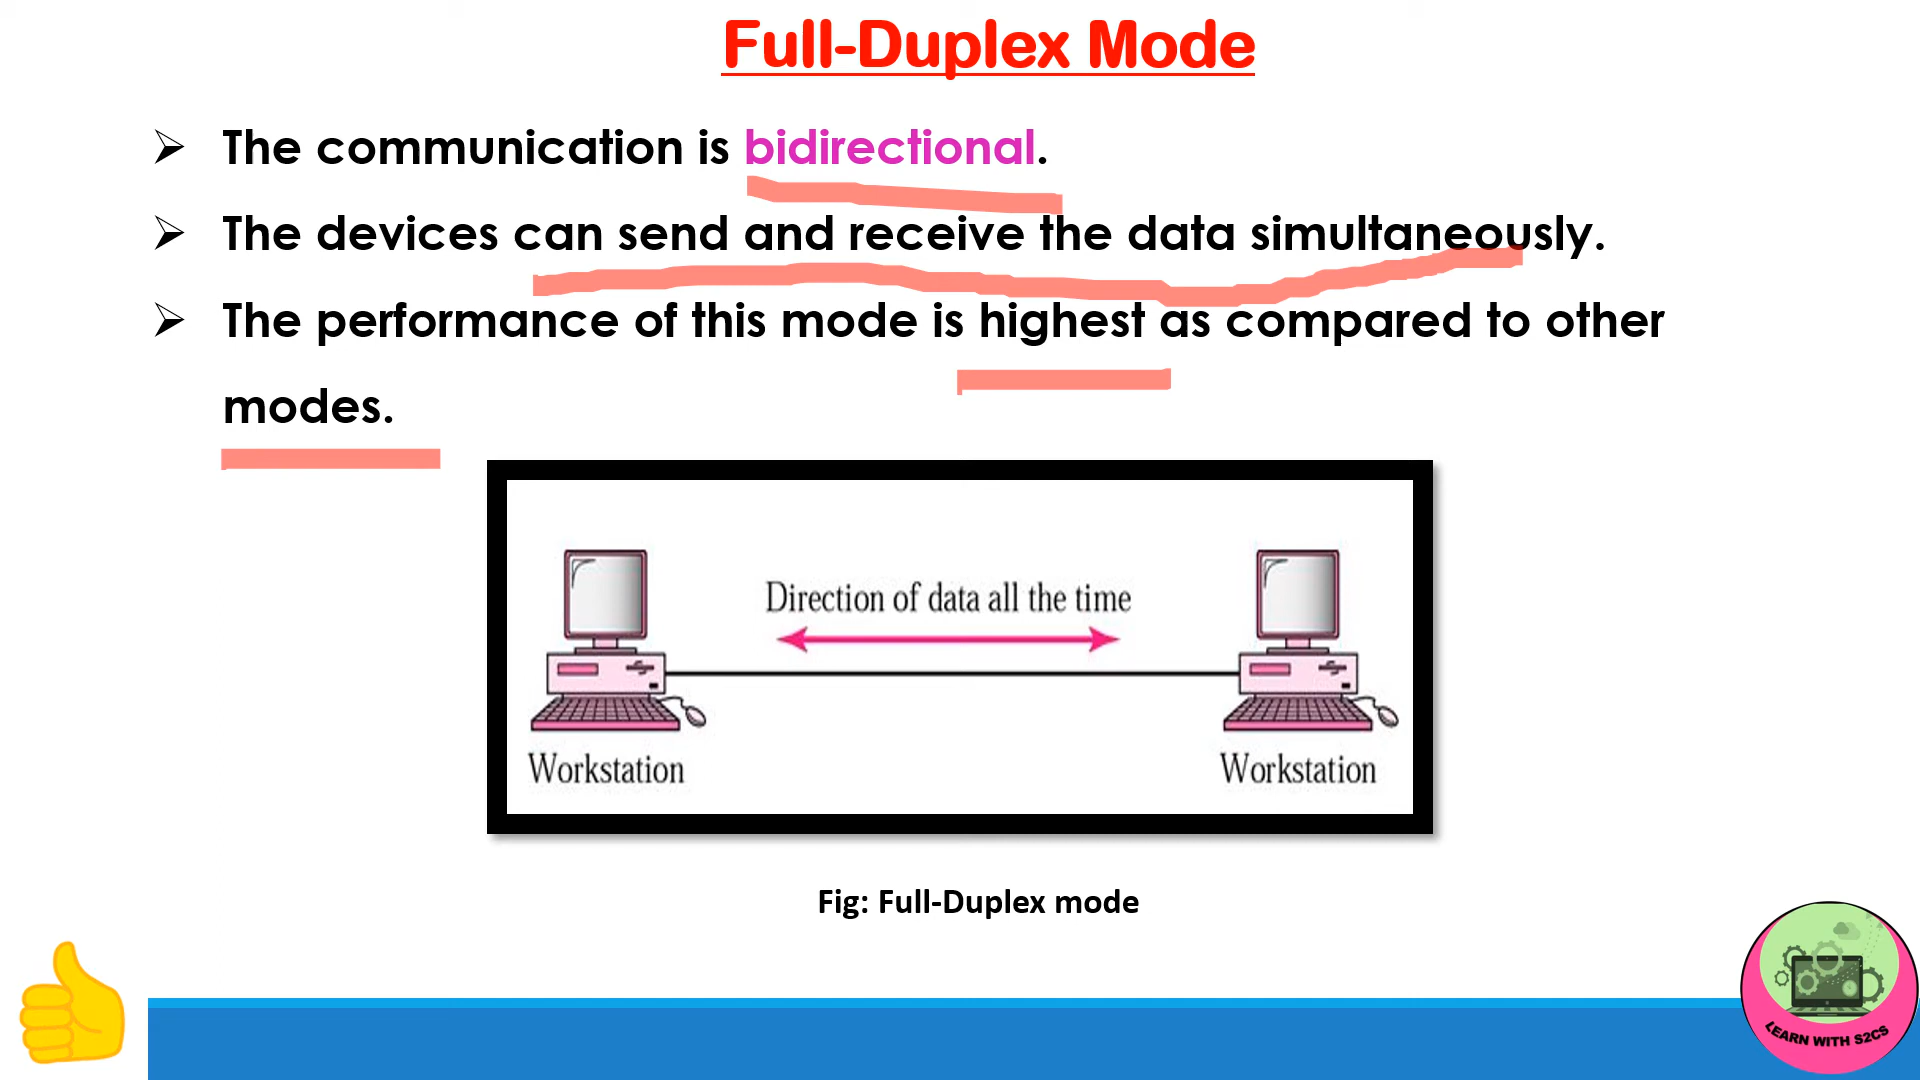 Full-Duplex Mode
➢ The communication is bidirectional.
➢ The devices can send and receive the data simultaneously.
➢ The performance of this mode is highest as compared to other
modes.
Direction of data all the time
Workstation
Workstation
Fig: Full-Duplex mode
LEARN WITH S2CS